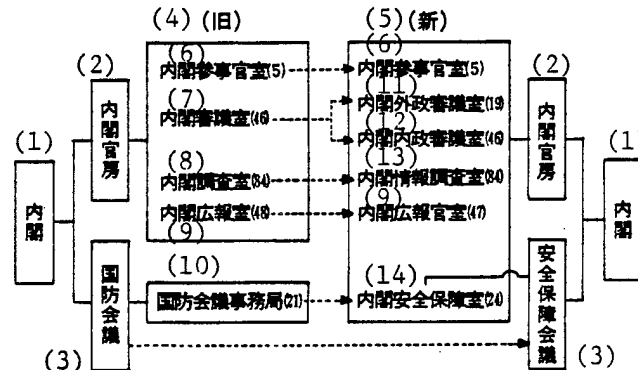 (4) (旧)
(5) (新)
(6)
(6)
内閣参事官室(5)
内閣参事官室(5)
(2)
(2)
内閣官房
内閣官房
(7)
(11)
内閣外政審議室(19)
内閣審議室(46)
(12)
内閣内政審議室(46)
(1)
(1)
内閣
内閣
(8)
(13)
内閣調査室(84)
内閣情報調査室(84)
(9)
内閣広報室(48)
内閣広報官室(47)
(9)
(10)
(14)
国防会議
国防会議事務局(21)
内閣安全保障室(24)
安全保障会議
(3)
(3)